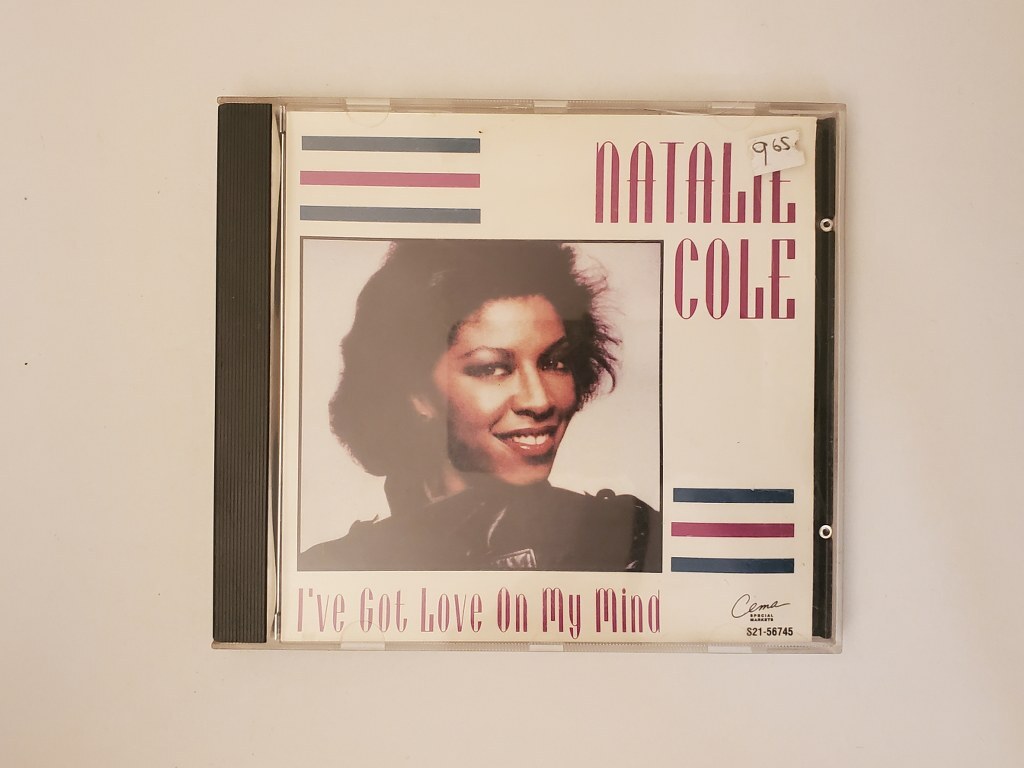 NATALIE
965
COLE
I've Got Love On My Mind
Cema
SPECIAL
MARKETS
S21-56745